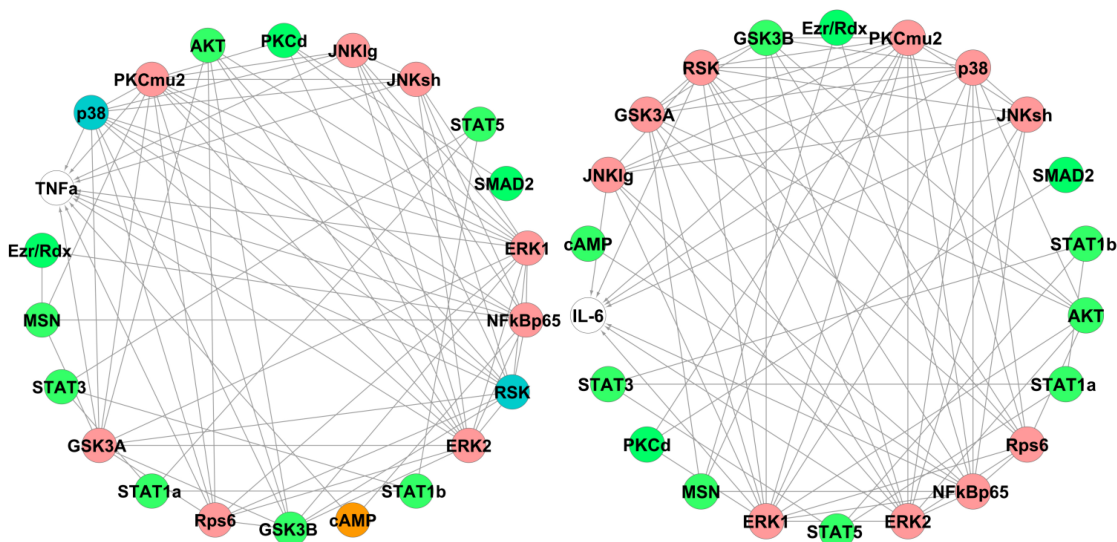 AKT
PKCd
JNKlg
PKCmu2
JNKsh
p38
STAT5
TNFa
SMAD2
Ezr/Rdx
ERK1
MSN
NFkBp65
STAT3
RSK
GSK3A
ERK2
STAT1a
STAT1b
Rps6
GSK3B
cAMP
GSK3B
Ezr/Rdx
PKCmu2
RSK
p38
GSK3A
JNKsh
JNKlg
SMAD2
cAMP
STAT1b
IL-6
AKT
STAT3
STAT1a
PKCd
Rps6
MSN
NFkBp65
ERK1
STAT5
ERK2